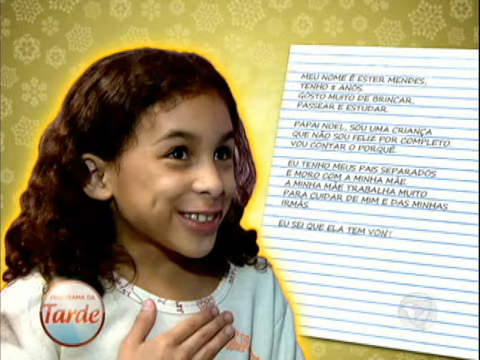 MEU NOME É ESTER MENDES,
TENHO 8 ANOS
GOSTO MUITO DE BRINCAR,
PASSEAR E ESTUDAR.
PAPAI NOEL, SOU UMA CRIANÇA
QUE NÃO SOU FELIZ POR COMPLETO.
VOU CONTAR O PORQUÊ.
EU TENHO MEUS PAIS SEPARADOS
E MORO COM A MINHA MÃE.
A MINHA MÃE TRABALHA MUITO
PARA CUIDAR DE MIM E DAS MINHAS
IRMÃS.
EU SEI QUE ELA TEM VONT
PROGRAMA DA
Tarde